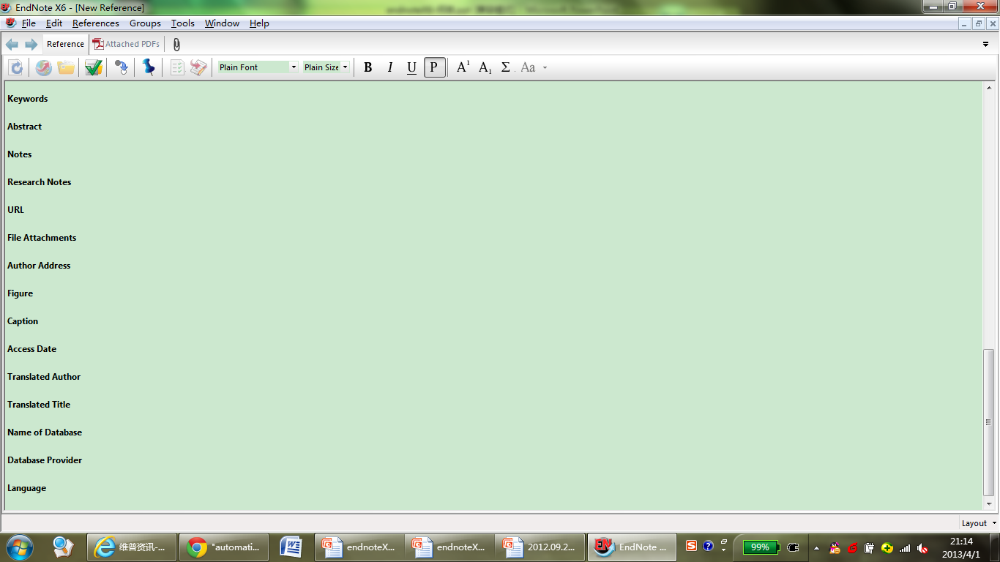 EndNote X6 - [New Reference]
File Edit References Groups Tools Window Help
Reference Attached PDFs
Plain Font Plain Size B I U P A1 A1 Σ Aa
Keywords
Abstract
Notes
Research Notes
URL
File Attachments
Author Address
Figure
Caption
Access Date
Translated Author
Translated Title
Name of Database
Database Provider
Language
Layout
维普资讯-... "automati... endnoteX... endnoteX... 2012.09.2... EndNote ... 99% 21:14
2013/4/1